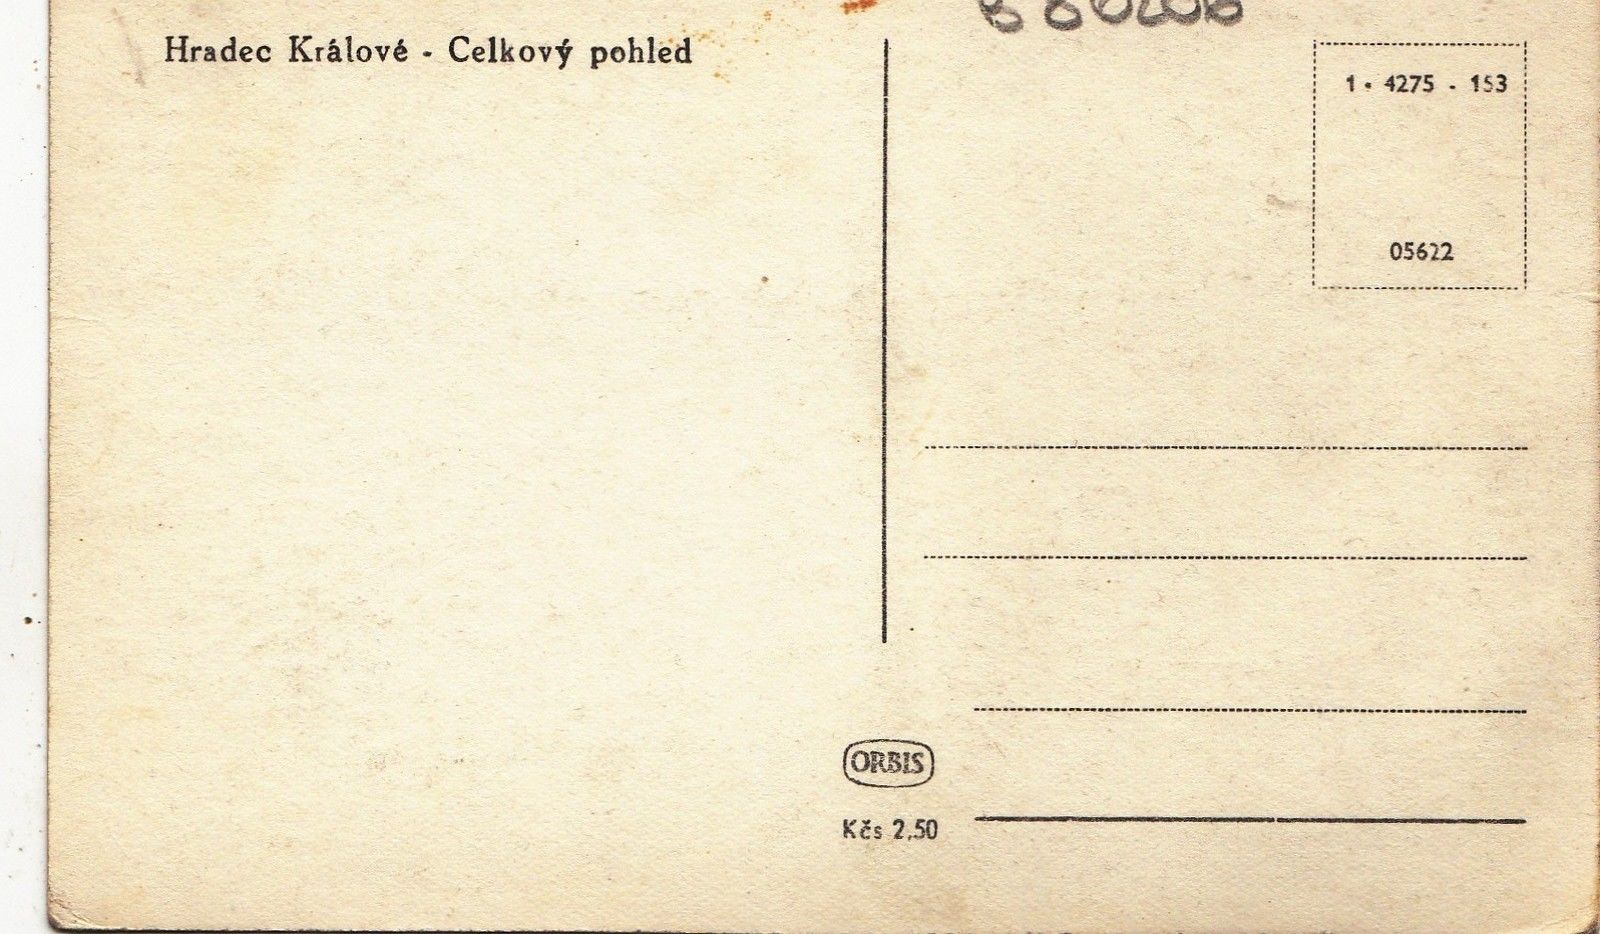 Hradec Králové - Celkový pohled
1 • 4275 - 153
05622
ORBIS
Kčs 2,50